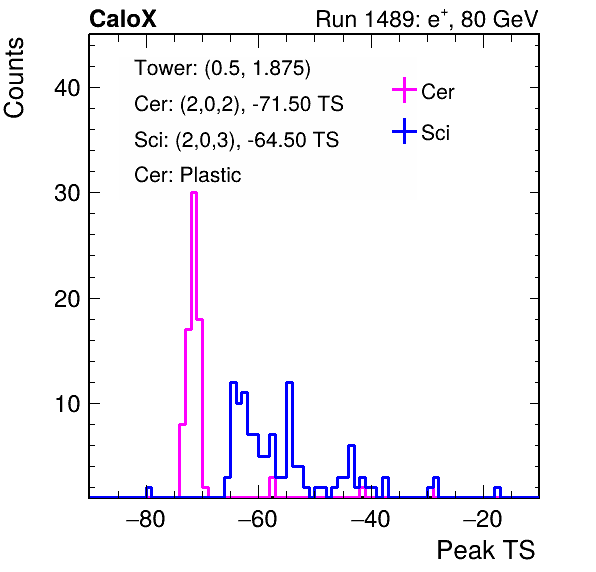 CaloX Run 1489: e⁺, 80 GeV
Counts
Tower: (0.5, 1.875)
Cer: (2,0,2), -71.50 TS
Sci: (2,0,3), -64.50 TS
Cer: Plastic
Cer
Sci
40
30
20
10
−80 −60 −40 −20
Peak TS